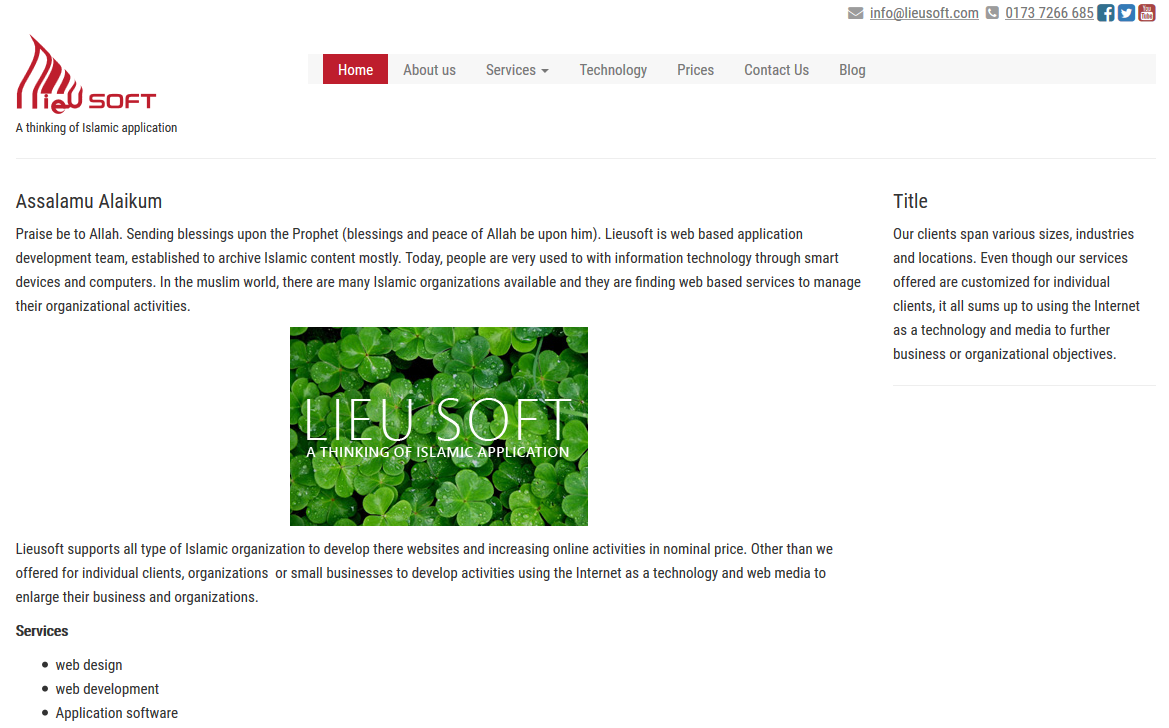 info@lieusoft.com 0173 7266 685
You Tube
lieu SOFT
A thinking of Islamic application
Home About us Services Technology Prices Contact Us Blog
Assalamu Alaikum
Praise be to Allah. Sending blessings upon the Prophet (blessings and peace of Allah be upon him). Lieusoft is web based application
development team, established to archive Islamic content mostly. Today, people are very used to with information technology through smart
devices and computers. In the muslim world, there are many Islamic organizations available and they are finding web based services to manage
their organizational activities.
LIEU SOFT
A THINKING OF ISLAMIC APPLICATION
Lieusoft supports all type of Islamic organization to develop there websites and increasing online activities in nominal price. Other than we
offered for individual clients, organizations  or small businesses to develop activities using the Internet as a technology and web media to
enlarge their business and organizations.
Services
web design
web development
Application software
Title
Our clients span various sizes, industries
and locations. Even though our services
offered are customized for individual
clients, it all sums up to using the Internet
as a technology and media to further
business or organizational objectives.